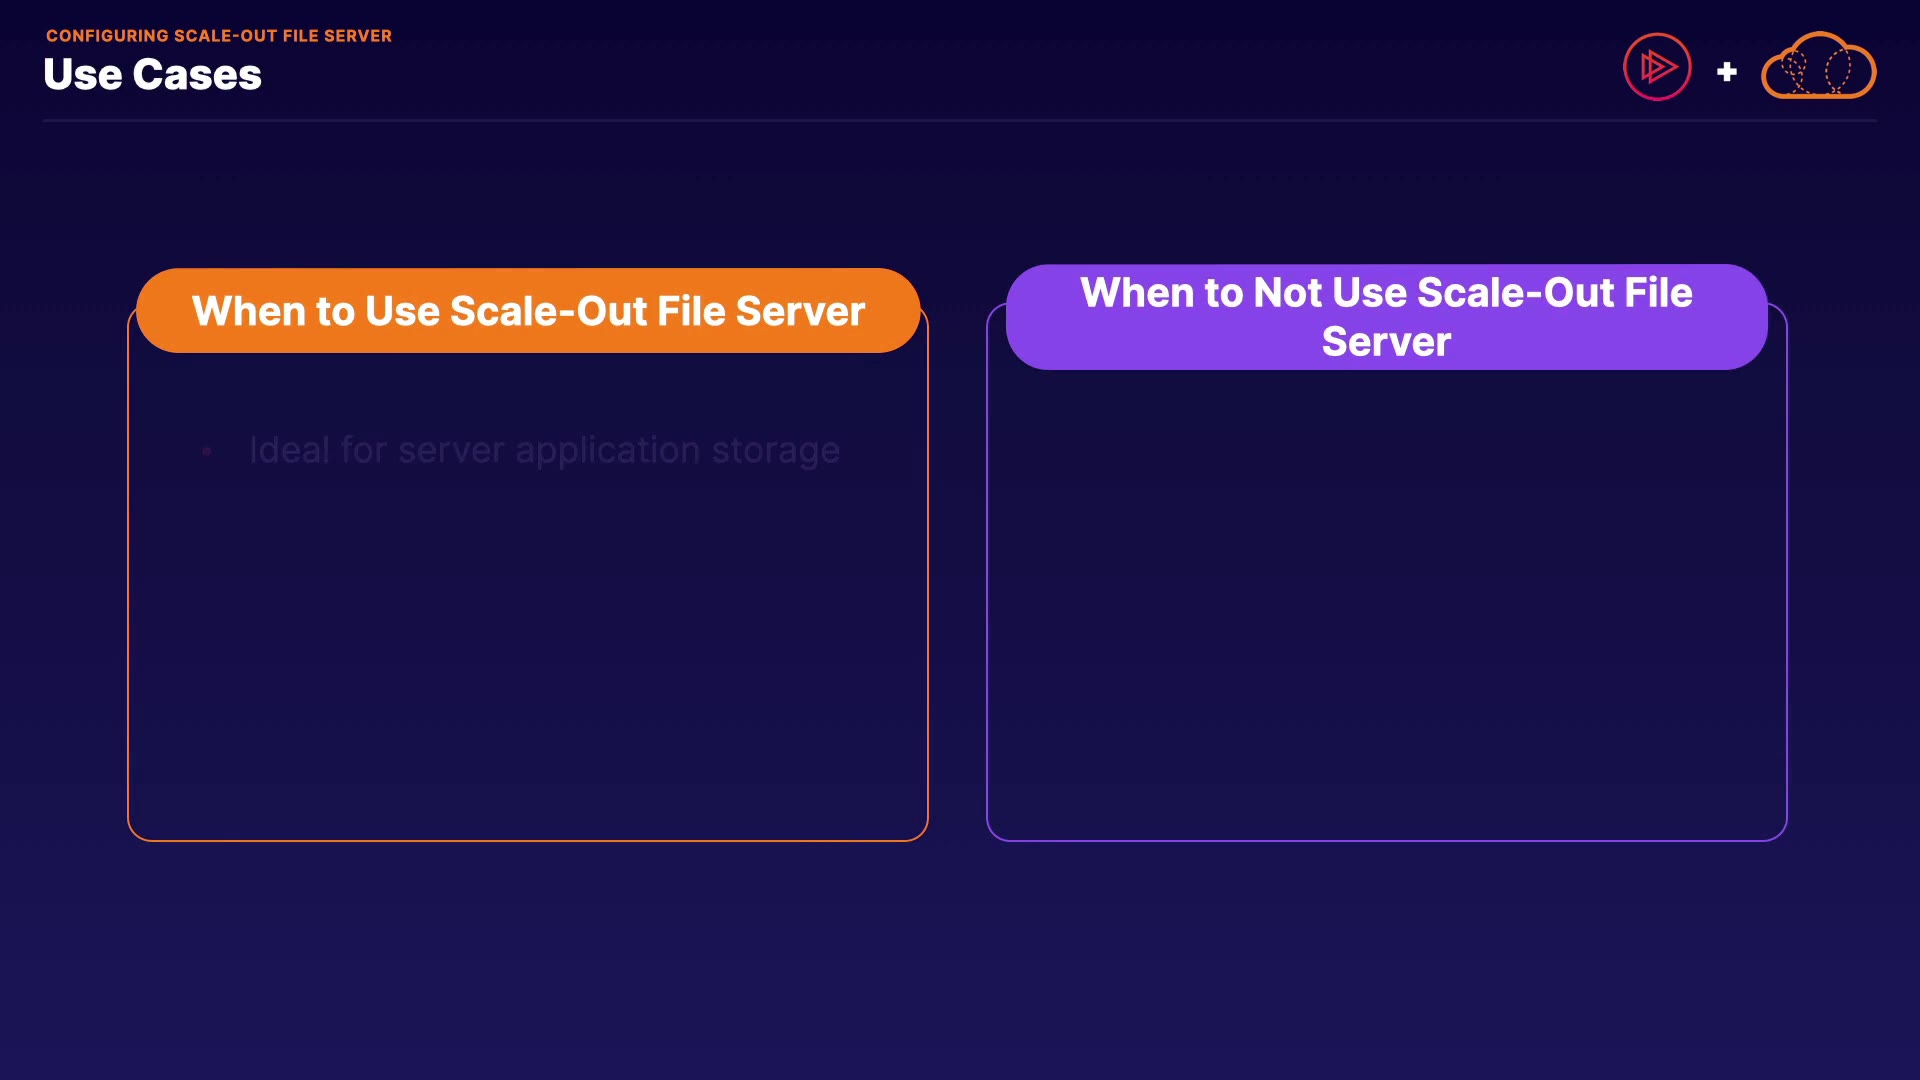 CONFIGURING SCALE-OUT FILE SERVER
Use Cases
When to Use Scale-Out File Server
• Ideal for server application storage
When to Not Use Scale-Out File
Server